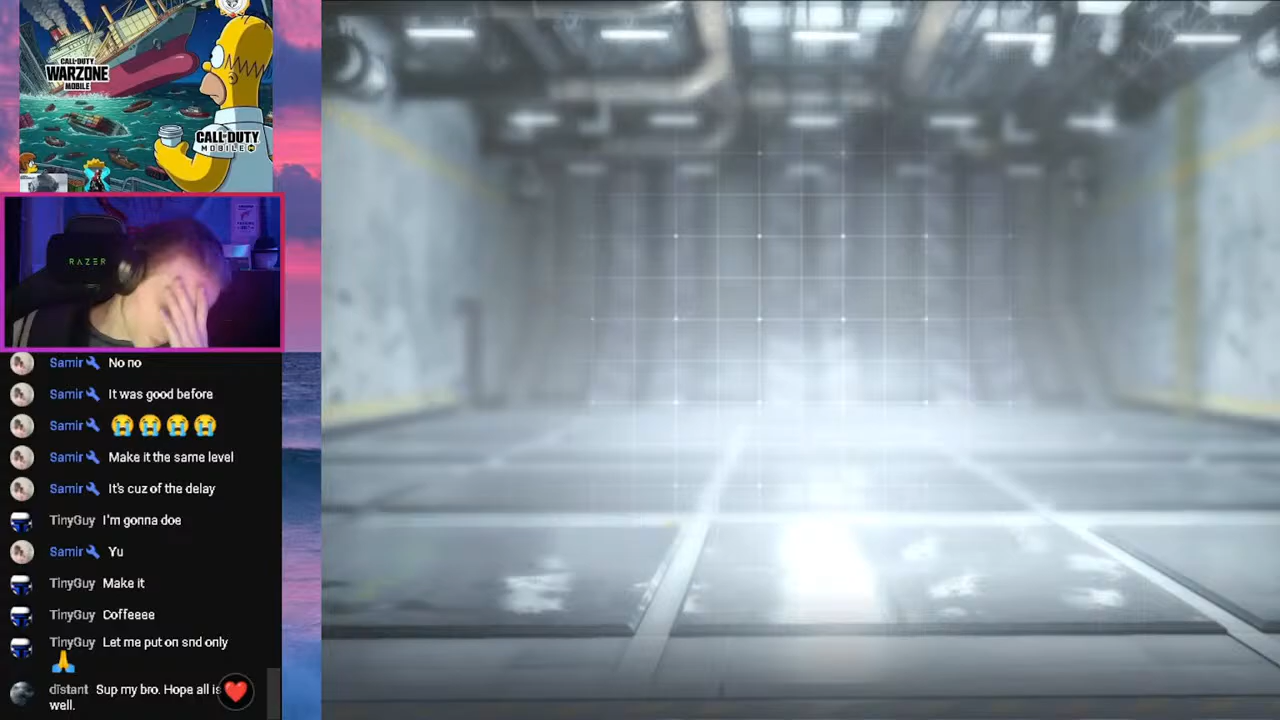 CALL·DUTY
WARZONE
MOBILE
CALL·DUTY
MOBILE
RAZER
Samir No no
Samir It was good before
Samir 😭😭😭😭
Samir Make it the same level
Samir It's cuz of the delay
TinyGuy I'm gonna doe
Samir Yu
TinyGuy Make it
TinyGuy Coffeeee
TinyGuy Let me put on snd only
🙏
distant Sup my bro. Hope all is
well.